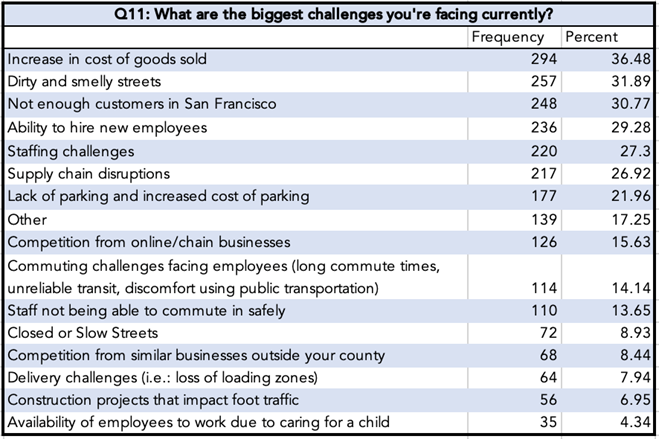 Q11: What are the biggest challenges you're facing currently?
Frequency Percent
Increase in cost of goods sold 294 36.48
Dirty and smelly streets 257 31.89
Not enough customers in San Francisco 248 30.77
Ability to hire new employees 236 29.28
Staffing challenges 220 27.3
Supply chain disruptions 217 26.92
Lack of parking and increased cost of parking 177 21.96
Other 139 17.25
Competition from online/chain businesses 126 15.63
Commuting challenges facing employees (long commute times,
unreliable transit, discomfort using public transportation) 114 14.14
Staff not being able to commute in safely 110 13.65
Closed or Slow Streets 72 8.93
Competition from similar businesses outside your county 68 8.44
Delivery challenges (i.e.: loss of loading zones) 64 7.94
Construction projects that impact foot traffic 56 6.95
Availability of employees to work due to caring for a child 35 4.34